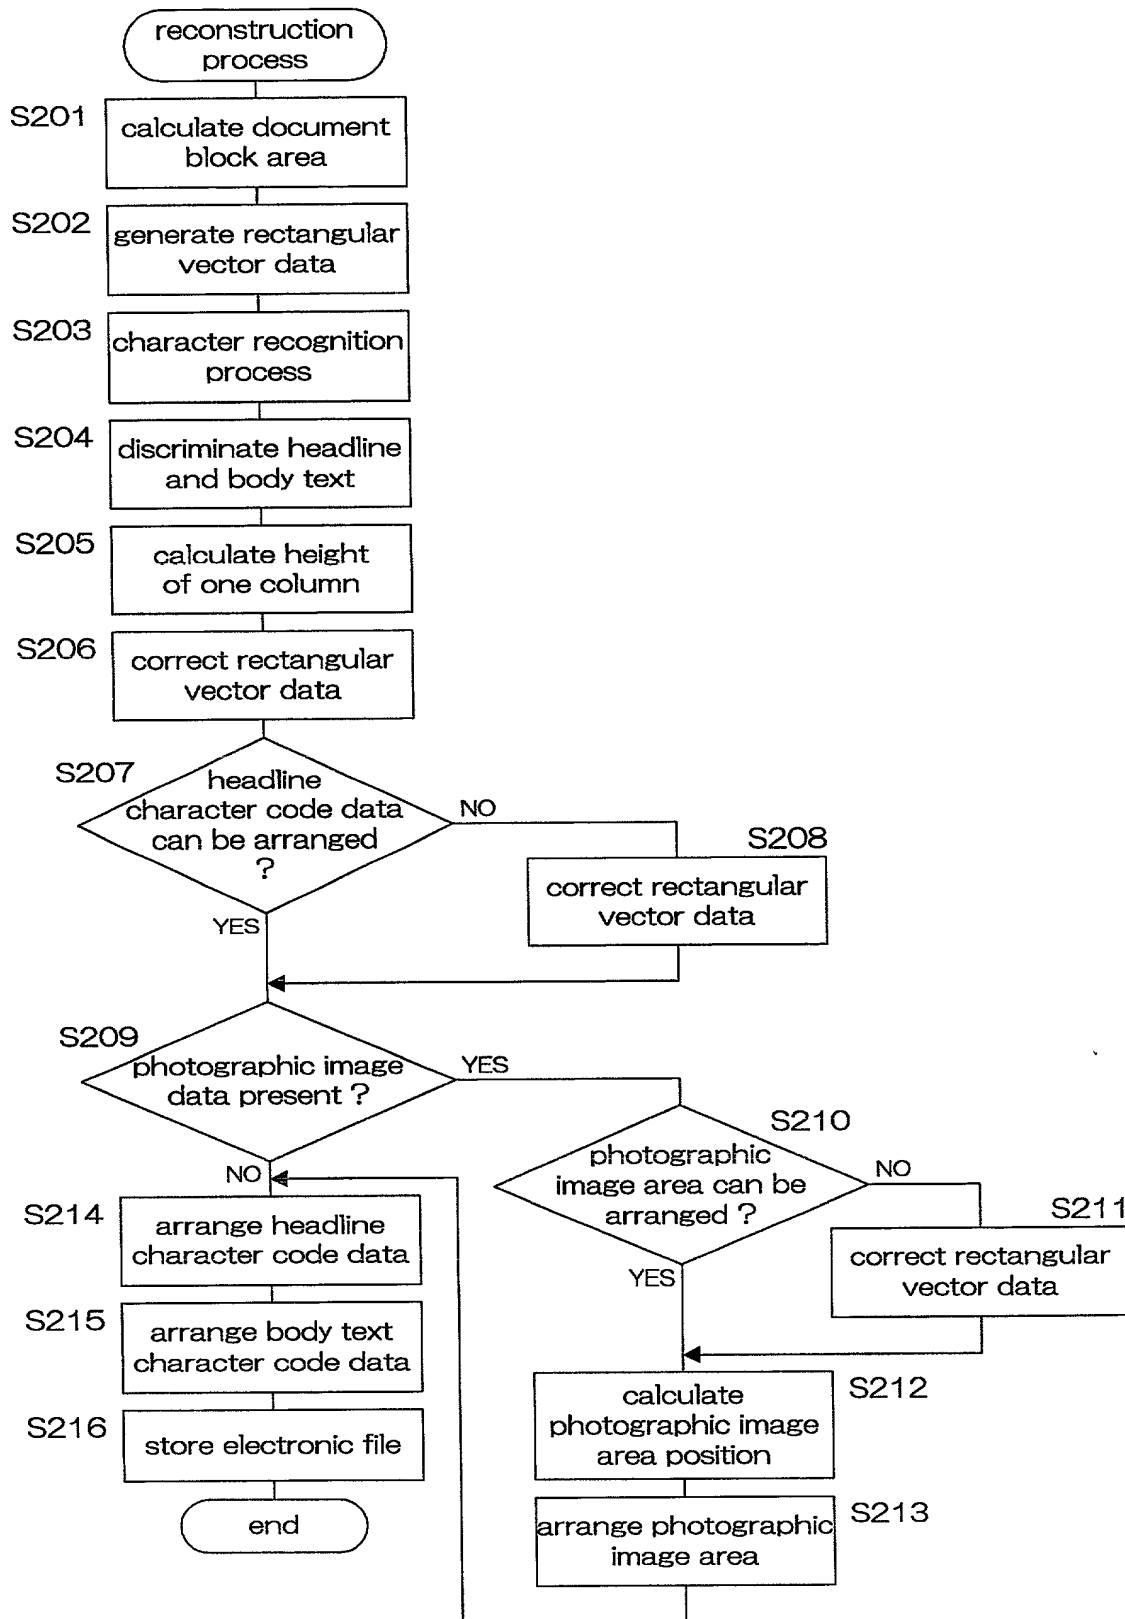 reconstruction
process
S201
calculate document
block area
S202
generate rectangular
vector data
S203
character recognition
process
S204
discriminate headline
and body text
S205
calculate height
of one column
S206
correct rectangular
vector data
S207
headline
character code data
can be arranged
?
NO
YES
S208
correct rectangular
vector data
S209
photographic image
data present ?
YES
NO
S210
photographic
image area can be
arranged ?
NO
YES
S211
correct rectangular
vector data
S212
calculate
photographic image
area position
S213
arrange photographic
image area
S214
arrange headline
character code data
S215
arrange body text
character code data
S216
store electronic file
end